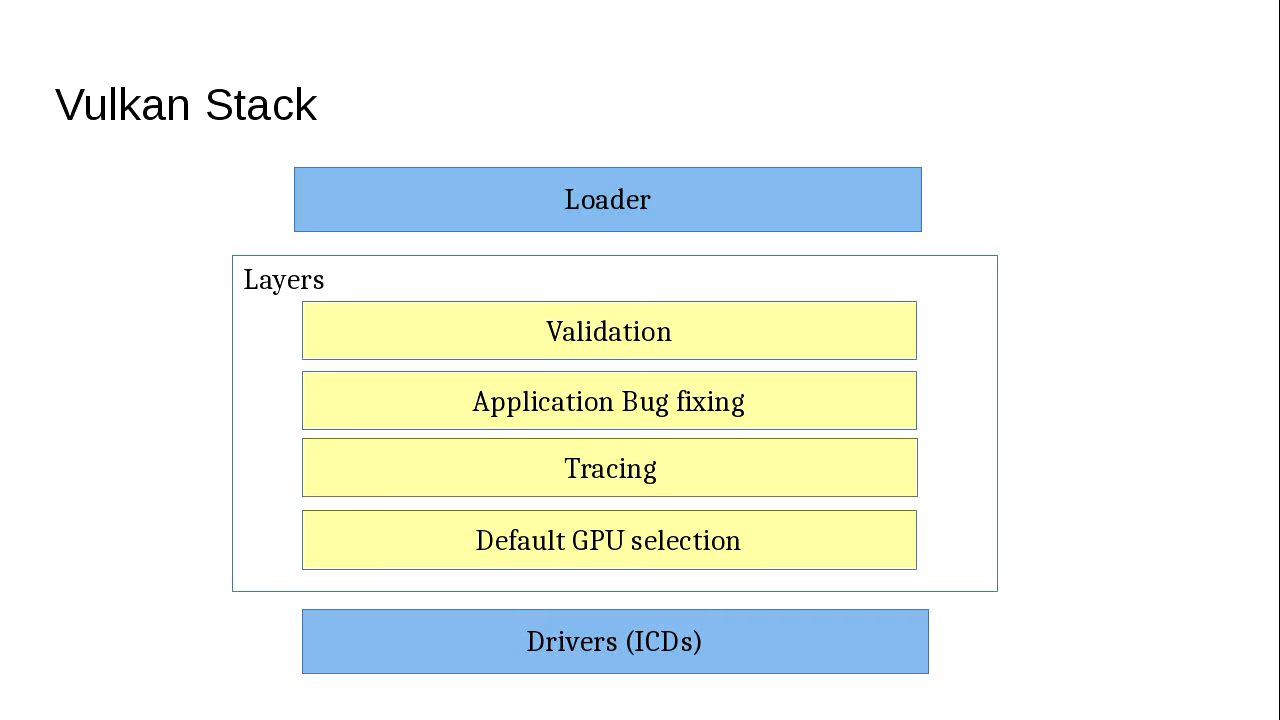 Vulkan Stack
Loader
Layers
Validation
Application Bug fixing
Tracing
Default GPU selection
Drivers (ICDs)